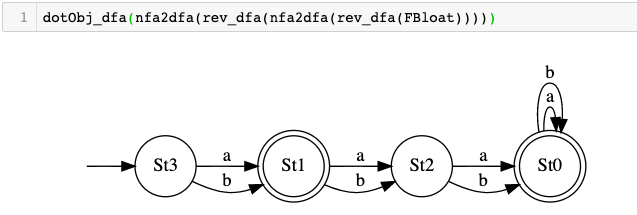 1 dotObj_dfa(nfa2dfa(rev_dfa(nfa2dfa(rev_dfa(FBloat)))))
b
a
St3 a St1 a St2 a St0
b b b